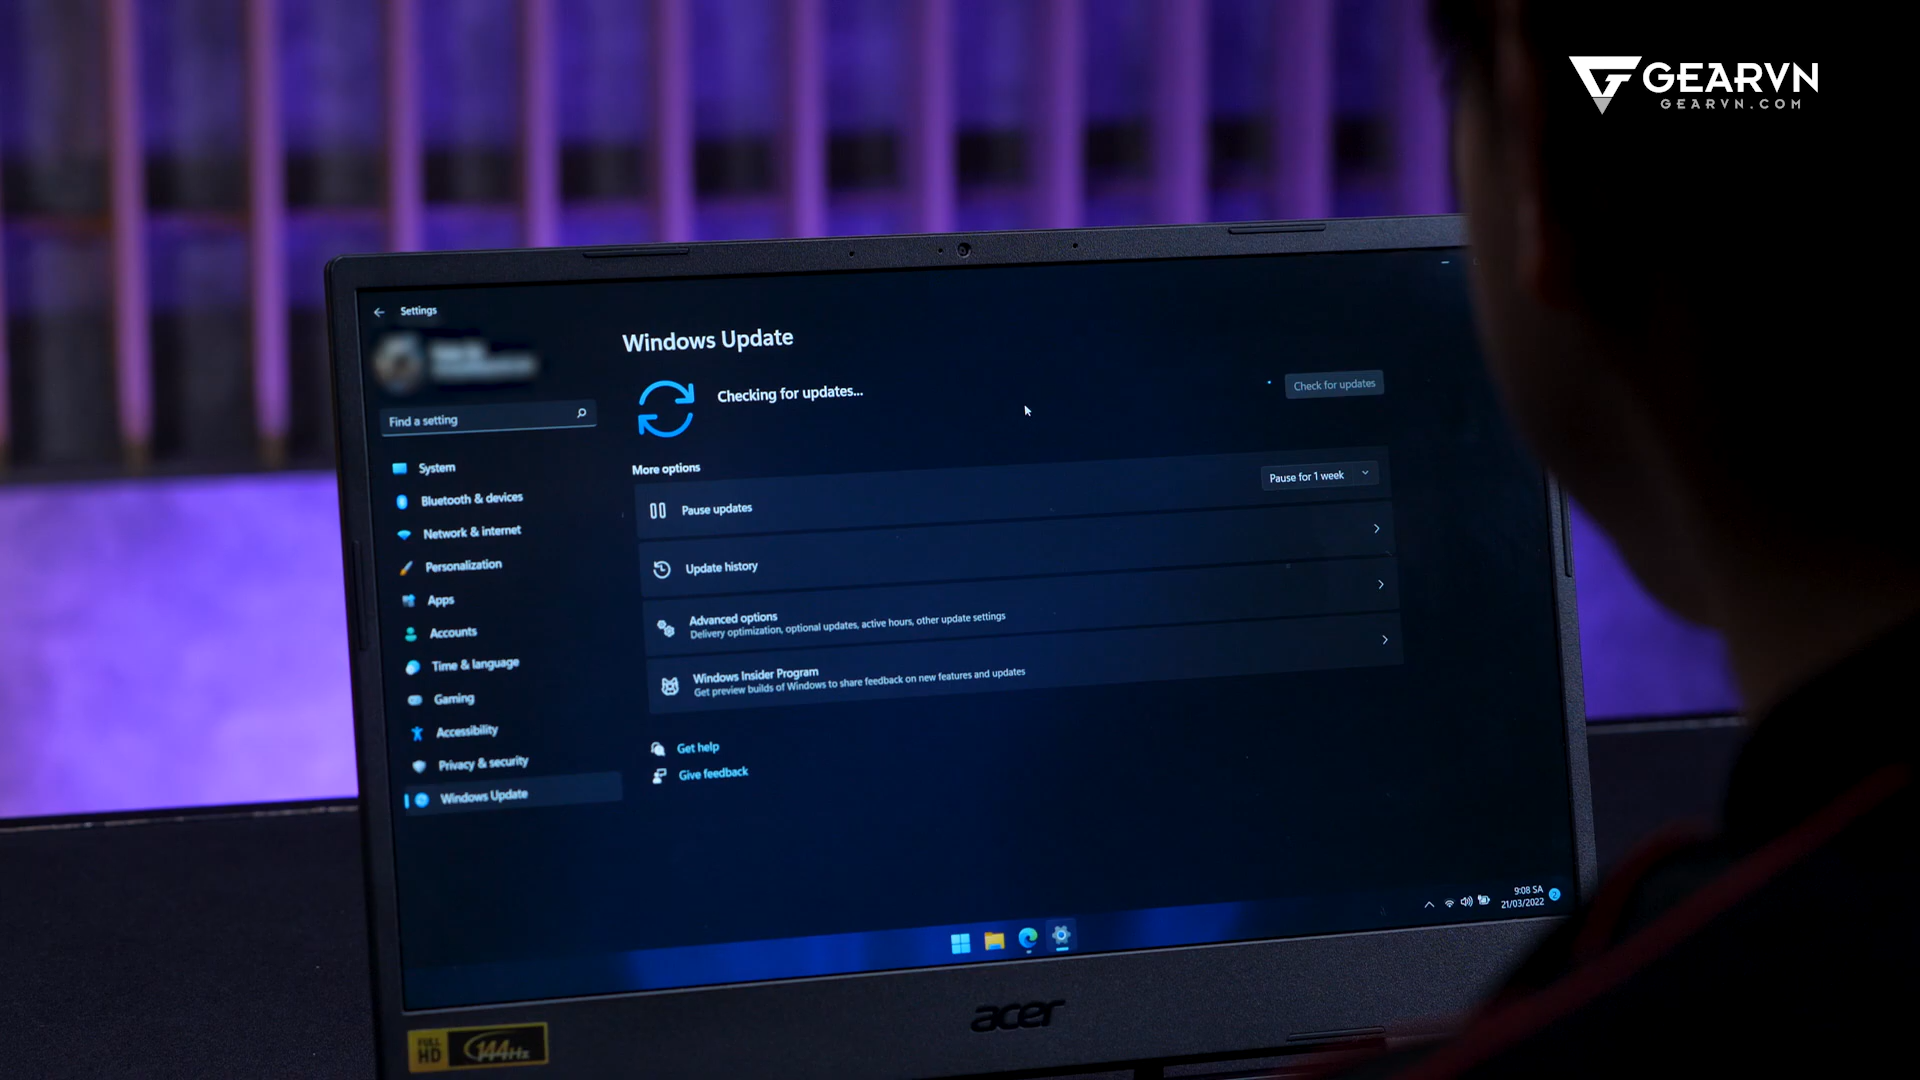 GEARVN
GEARVN.COM
Settings
Windows Update
Checking for updates...
Check for updates
Find a setting
System
Bluetooth & devices
Network & internet
Personalization
Apps
Accounts
Time & language
Gaming
Accessibility
Privacy & security
Windows Update
More options
Pause updates
Pause for 1 week
Update history
Advanced options
Delivery optimization, optional updates, active hours, other update settings
Windows Insider Program
Get preview builds of Windows to share feedback on new features and updates
Get help
Give feedback
9:08 SA
21/03/2022
2
acer
FULL HD
144Hz